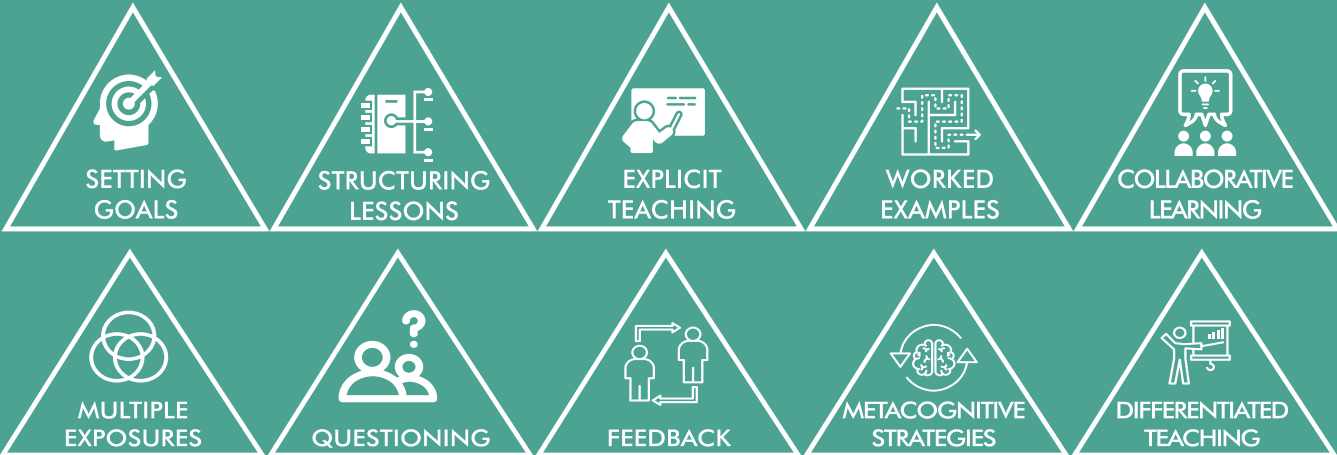 SETTING
GOALS
STRUCTURING
LESSONS
EXPLICIT
TEACHING
WORKED
EXAMPLES
COLLABORATIVE
LEARNING
?
MULTIPLE
EXPOSURES
QUESTIONING
FEEDBACK
METACOGNITIVE
STRATEGIES
DIFFERENTIATED
TEACHING